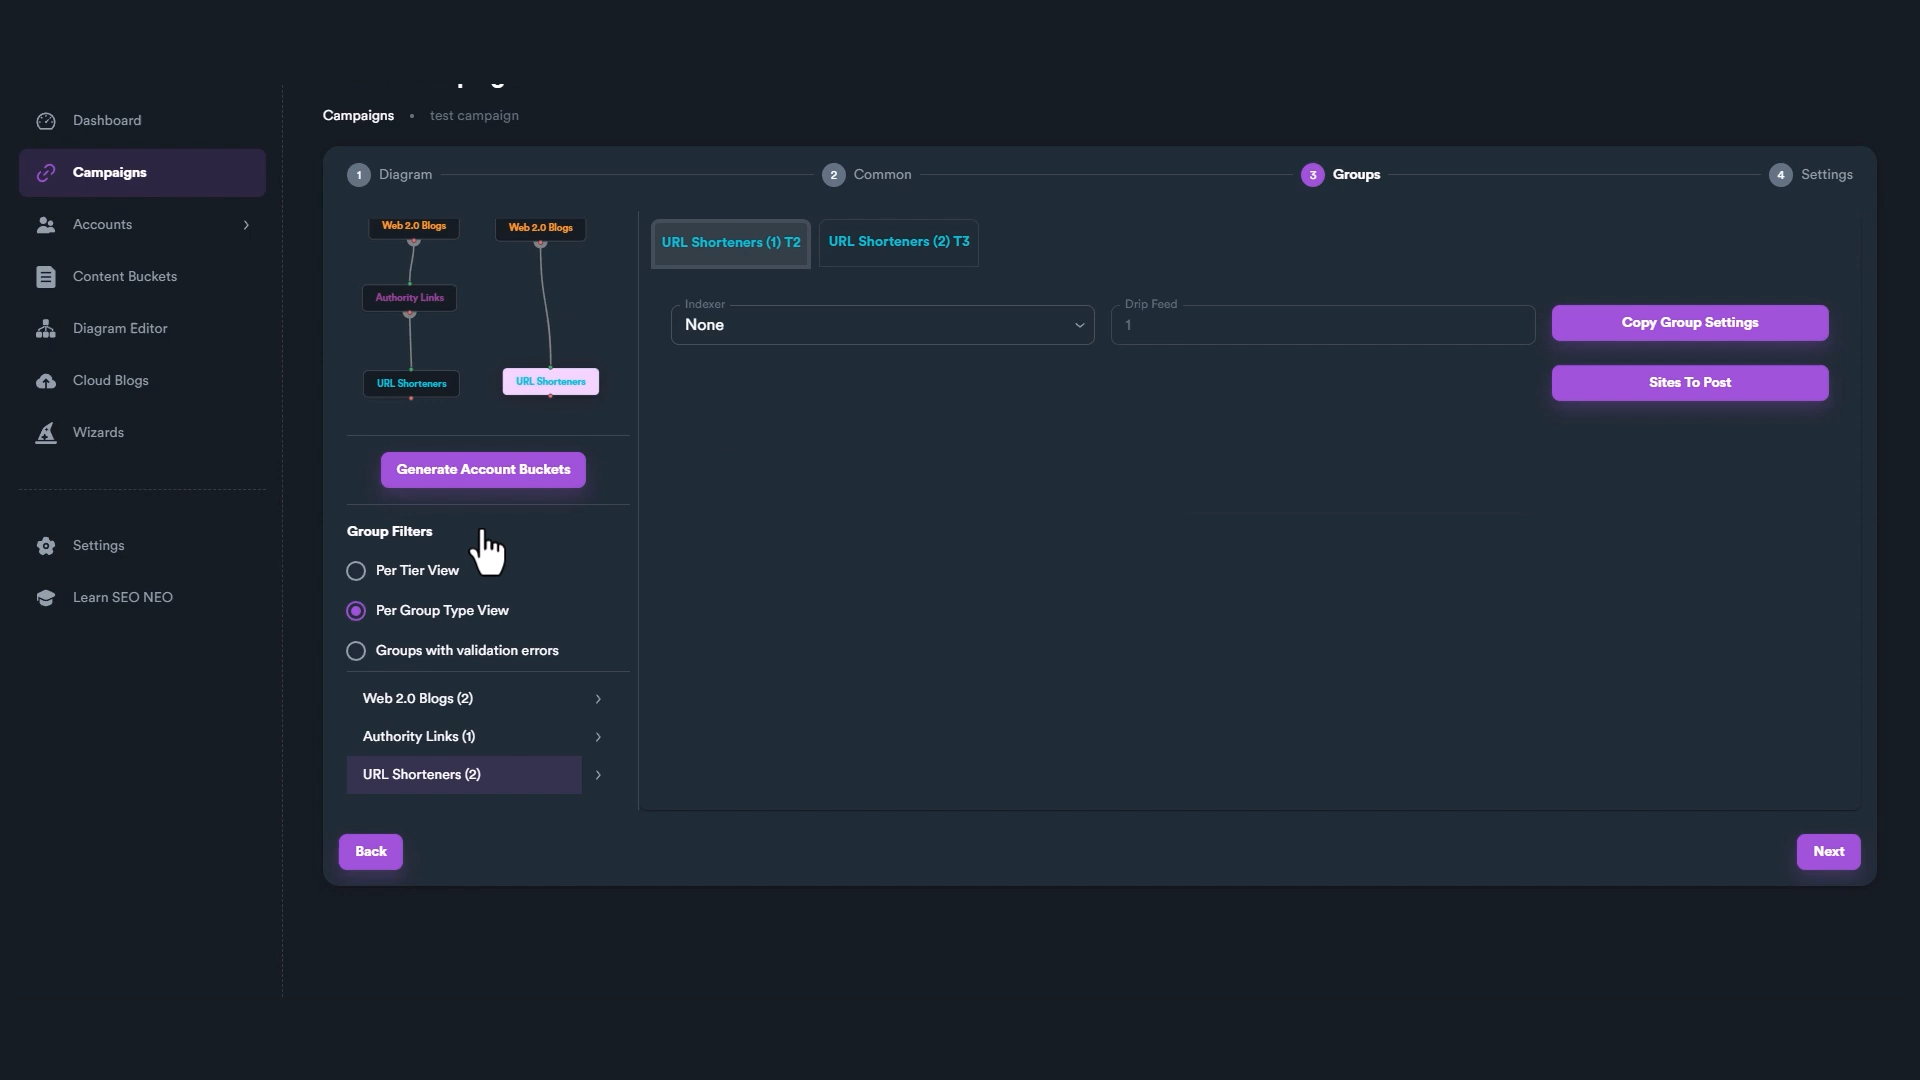 Dashboard
Campaigns
Accounts
Content Buckets
Diagram Editor
Cloud Blogs
Wizards
Settings
Learn SEO NEO
Campaigns • test campaign
1 Diagram
2 Common
3 Groups
4 Settings
Web 2.0 Blogs
Web 2.0 Blogs
Authority Links
URL Shorteners
URL Shorteners
Generate Account Buckets
Group Filters
Per Tier View
Per Group Type View
Groups with validation errors
Web 2.0 Blogs (2)
Authority Links (1)
URL Shorteners (2)
URL Shorteners (1) T2
URL Shorteners (2) T3
Indexer
None
Drip Feed
1
Copy Group Settings
Sites To Post
Back
Next